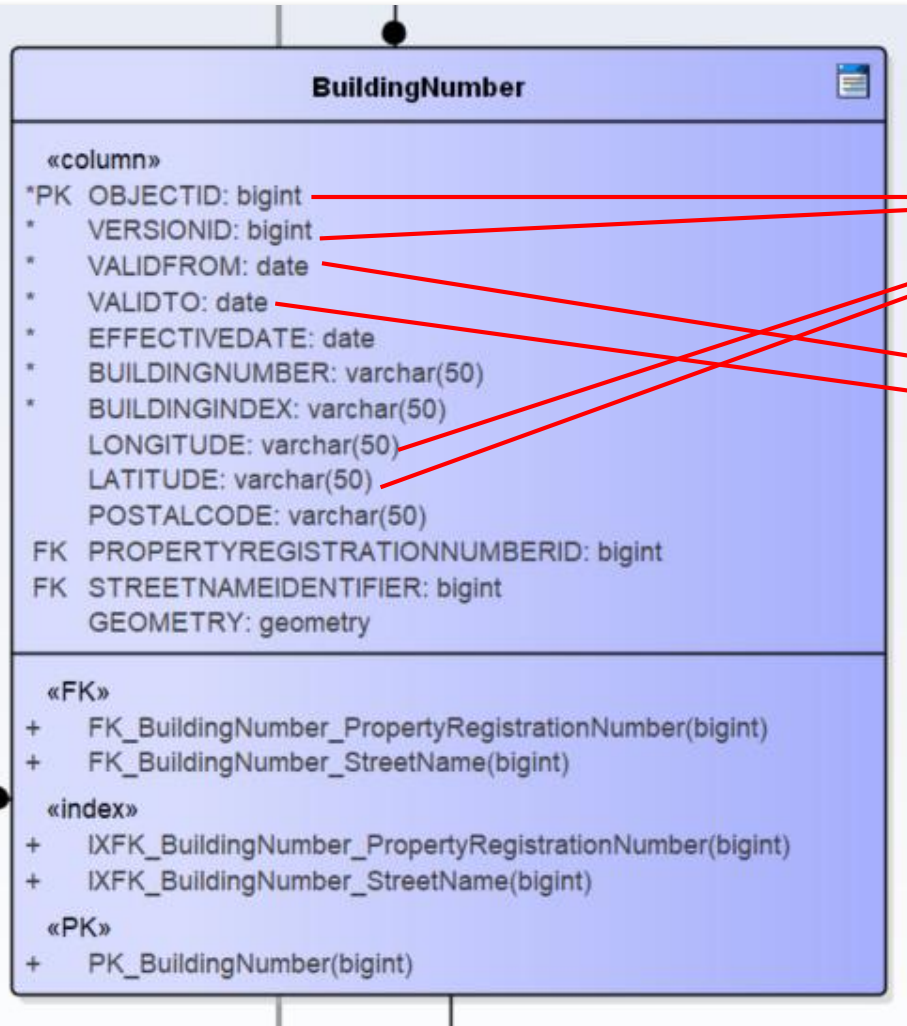 BuildingNumber
«column»
*PK OBJECTID: bigint
* VERSIONID: bigint
* VALIDFROM: date
* VALIDTO: date
* EFFECTIVEDATE: date
* BUILDINGNUMBER: varchar(50)
* BUILDINGINDEX: varchar(50)
LONGITUDE: varchar(50)
LATITUDE: varchar(50)
POSTALCODE: varchar(50)
FK PROPERTYREGISTRATIONNUMBERID: bigint
FK STREETNAMEIDENTIFIER: bigint
GEOMETRY: geometry
«FK»
+ FK_BuildingNumber_PropertyRegistrationNumber(bigint)
+ FK_BuildingNumber_StreetName(bigint)
«index»
+ IXFK_BuildingNumber_PropertyRegistrationNumber(bigint)
+ IXFK_BuildingNumber_StreetName(bigint)
«PK»
+ PK_BuildingNumber(bigint)